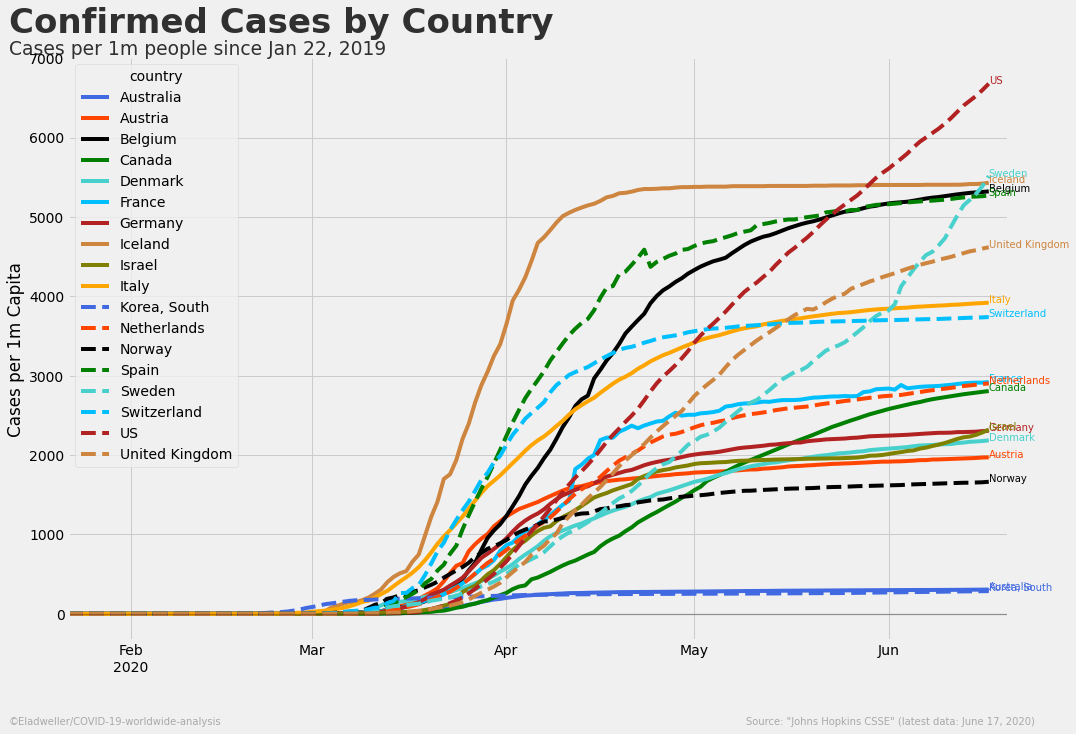 Confirmed Cases by Country
Cases per 1m people since Jan 22, 2019
7000
6000
5000
4000
3000
2000
1000
0
Cases per 1m Capita
country
Australia
Austria
Belgium
Canada
Denmark
France
Germany
Iceland
Israel
Italy
Korea, South
Netherlands
Norway
Spain
Sweden
Switzerland
US
United Kingdom
US
Sweden
Iceland
Belgium
Spain
United Kingdom
Italy
Switzerland
France
Netherlands
Canada
Israel
Germany
Denmark
Austria
Norway
Australia
Korea, South
Feb
2020
Mar
Apr
May
Jun
©Eladweller/COVID-19-worldwide-analysis
Source: "Johns Hopkins CSSE" (latest data: June 17, 2020)